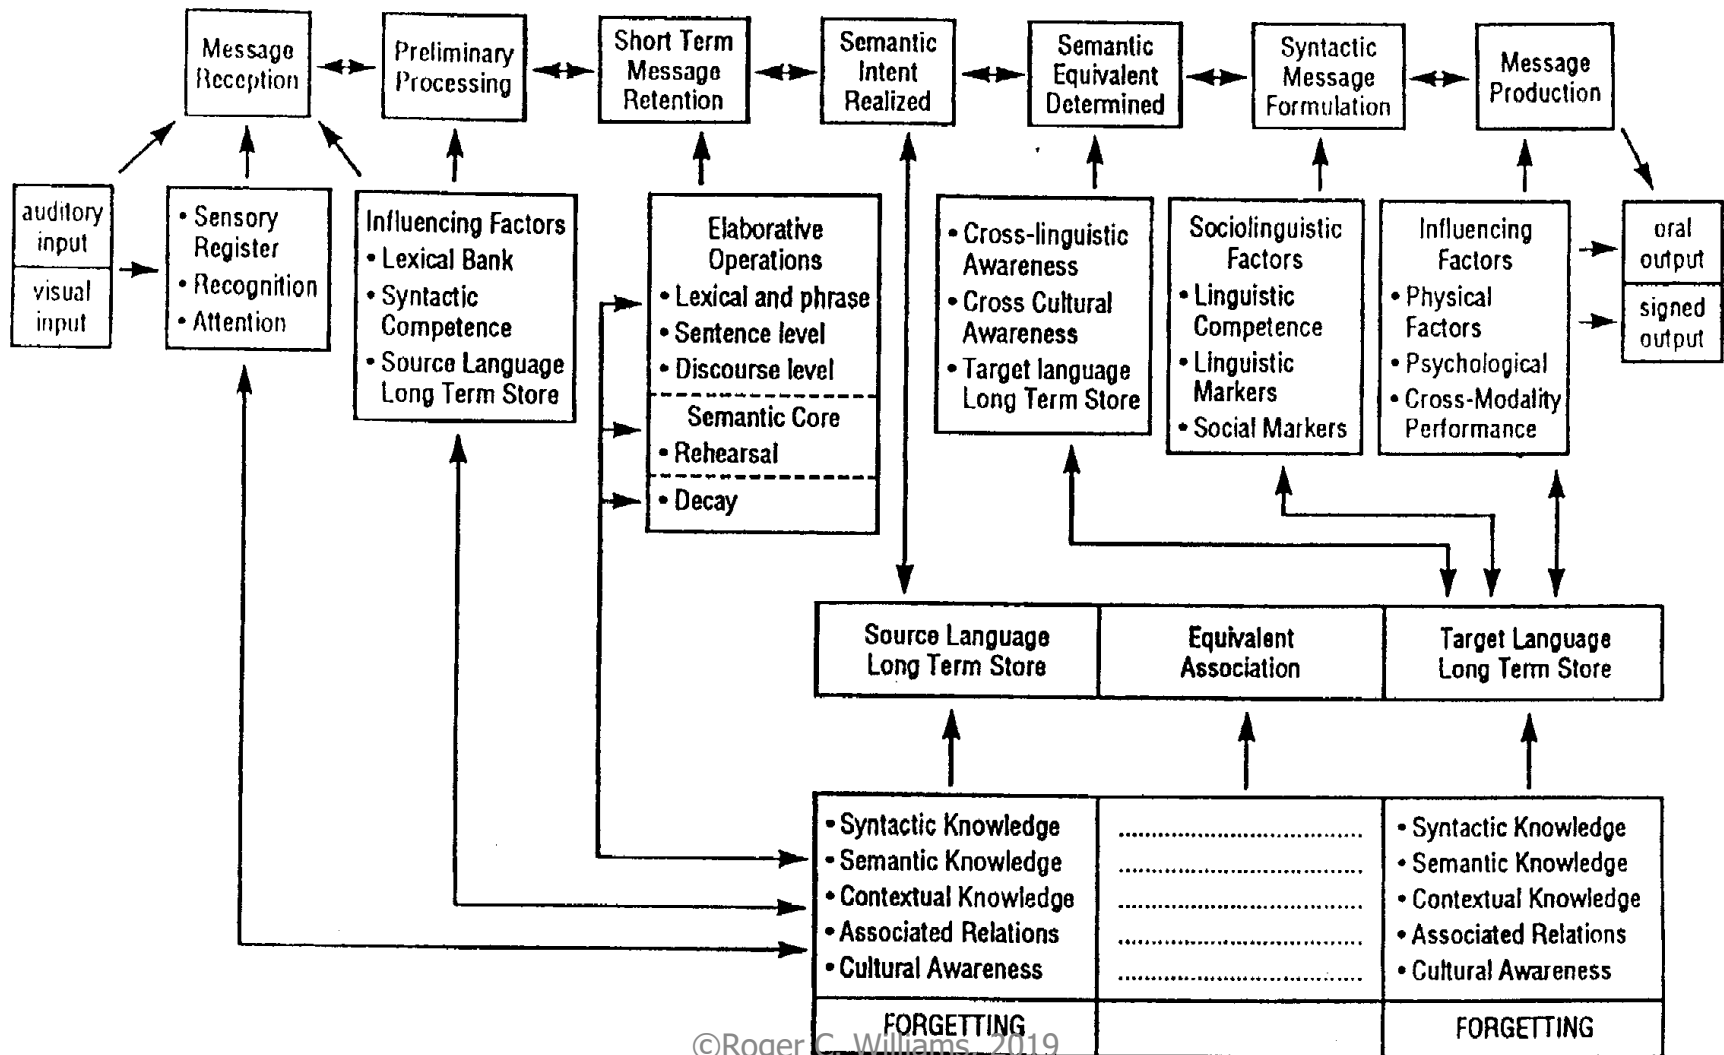 Message
Reception
Preliminary
Processing
Short Term
Message
Retention
Semantic
Intent
Realized
Semantic
Equivalent
Determined
Syntactic
Message
Formulation
Message
Production
auditory
input
visual
input
• Sensory
Register
• Recognition
• Attention
Influencing Factors
• Lexical Bank
• Syntactic
Competence
• Source Language
Long Term Store
Elaborative
Operations
• Lexical and phrase
• Sentence level
• Discourse level
Semantic Core
• Rehearsal
• Decay
• Cross-linguistic
Awareness
• Cross Cultural
Awareness
• Target language
Long Term Store
Sociolinguistic
Factors
• Linguistic
Competence
• Linguistic
Markers
• Social Markers
Influencing
Factors
• Physical
Factors
• Psychological
• Cross-Modality
Performance
oral
output
signed
output
Source Language
Long Term Store
Equivalent
Association
Target Language
Long Term Store
• Syntactic Knowledge
• Semantic Knowledge
• Contextual Knowledge
• Associated Relations
• Cultural Awareness
• Syntactic Knowledge
• Semantic Knowledge
• Contextual Knowledge
• Associated Relations
• Cultural Awareness
FORGETTING
FORGETTING
©Roger C. Williams, 2019